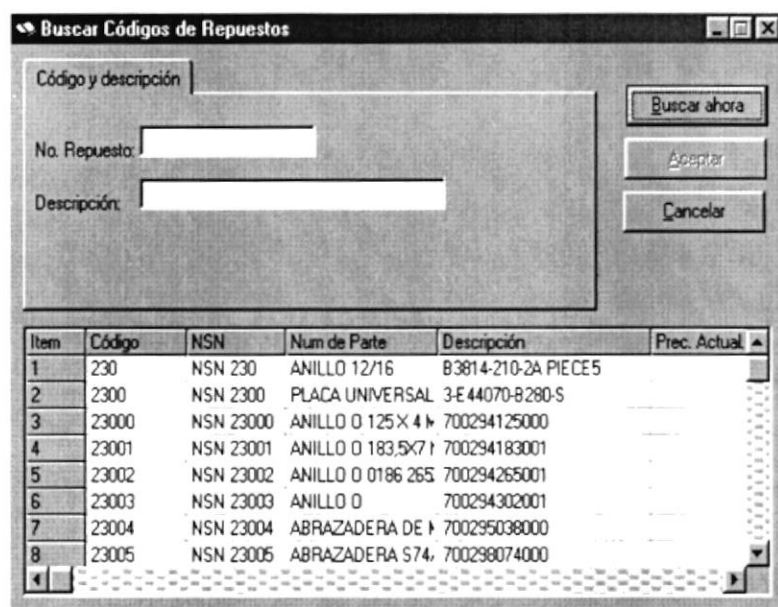 Buscar Códigos de Repuestos
Código y descripción
Buscar ahora
No. Repuesto:
Aceptar
Descripción:
Cancelar
Item Código NSN Num de Parte Descripción Prec. Actual
1 230 NSN 230 ANILLO 12/16 B3814-210-2A PIECE5
2 2300 NSN 2300 PLACA UNIVERSAL 3-E44070-B280-S
3 23000 NSN 23000 ANILLO O 125 X 4 700294125000
4 23001 NSN 23001 ANILLO O 183,5X7 700294183001
5 23002 NSN 23002 ANILLO O 0186 265 700294265001
6 23003 NSN 23003 ANILLO O 700294302001
7 23004 NSN 23004 ABRAZADERA DE 700295038000
8 23005 NSN 23005 ABRAZADERA S74 700298074000